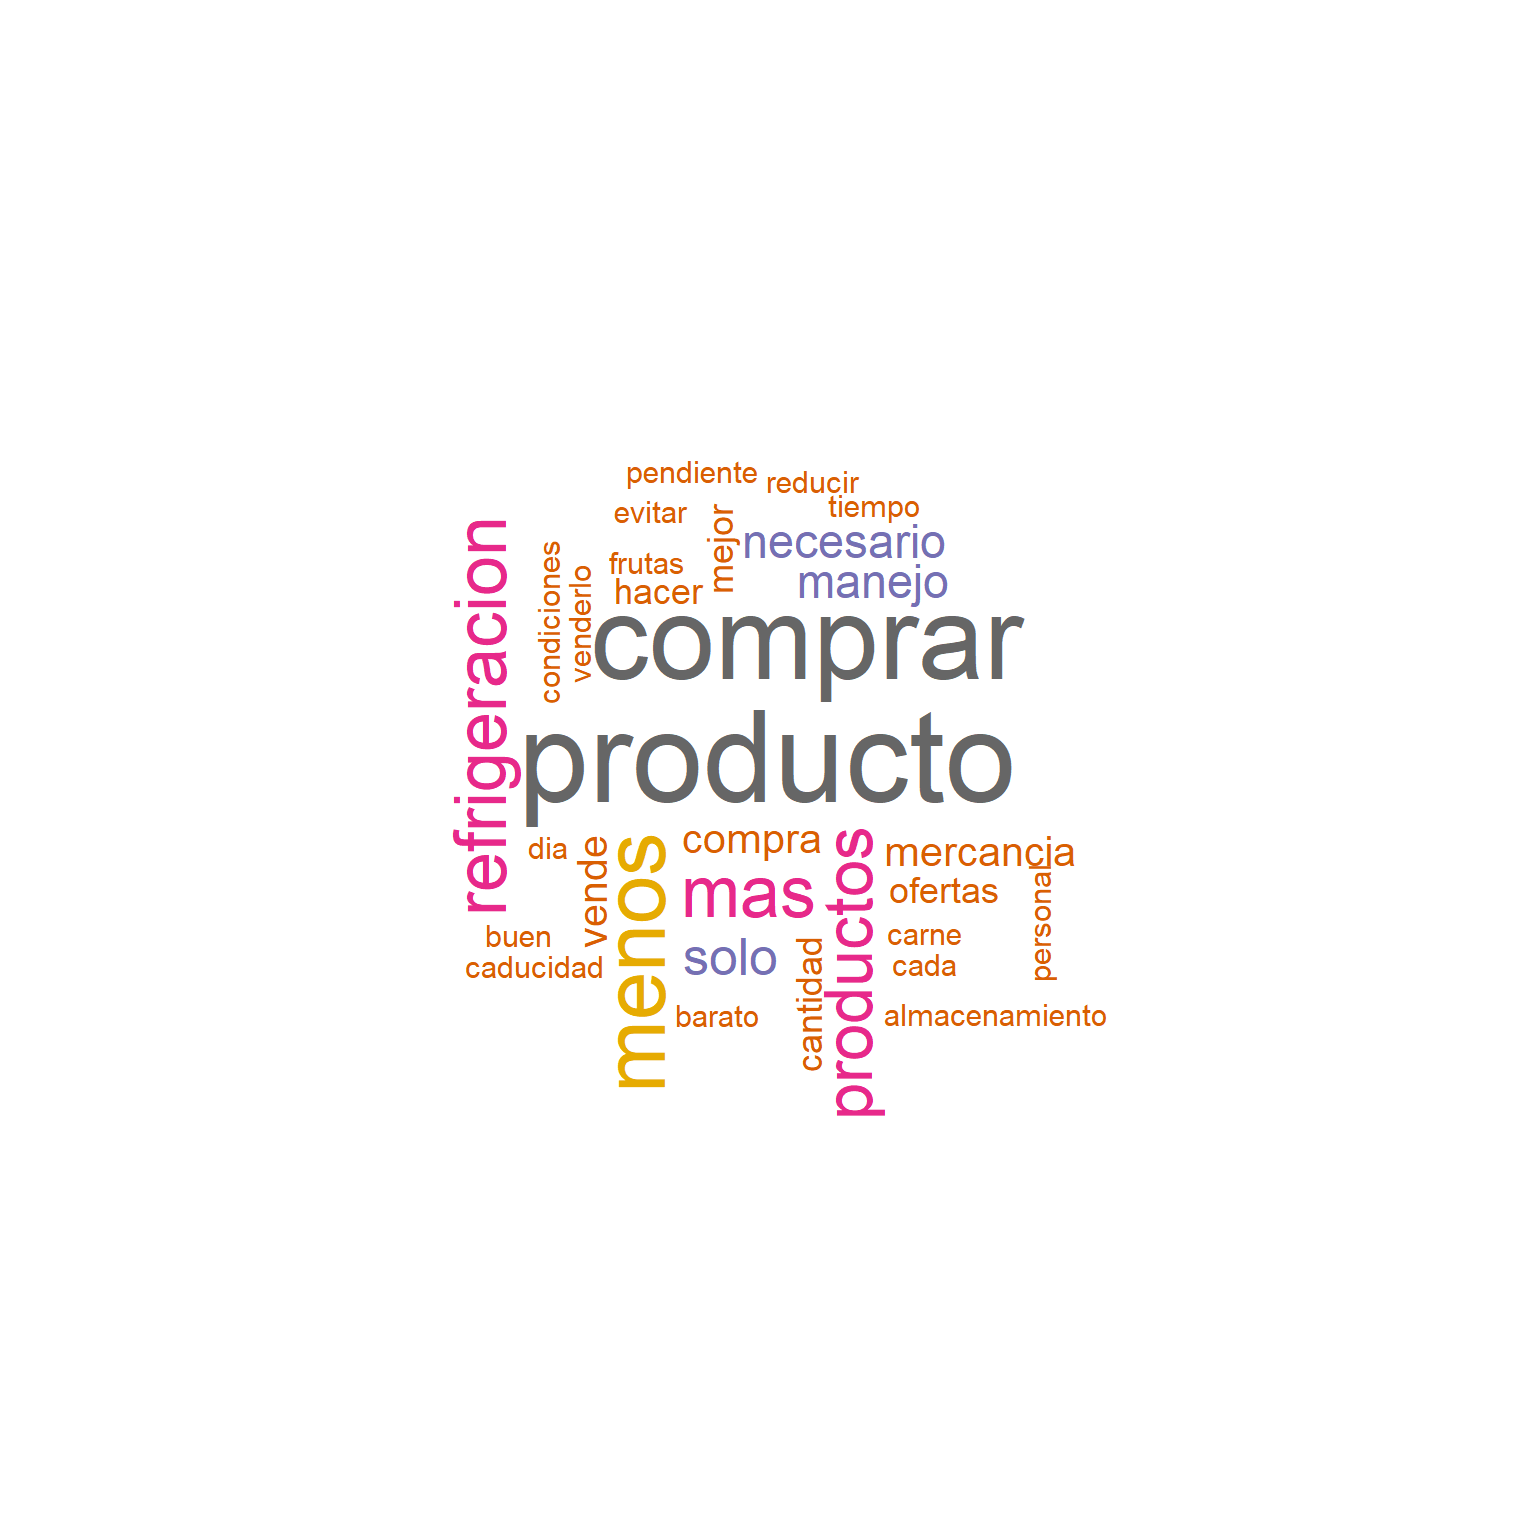 pendiente
reducir
tiempo
evitar
mejor
necesario
frutas
manejo
hacer
condiciones
venderlo
refrigeracion
comprar
producto
dia
vende
menos
compra
productos
mercancia
mas
ofertas
personal
buen
solo
cantidad
carne
caducidad
cada
barato
almacenamiento